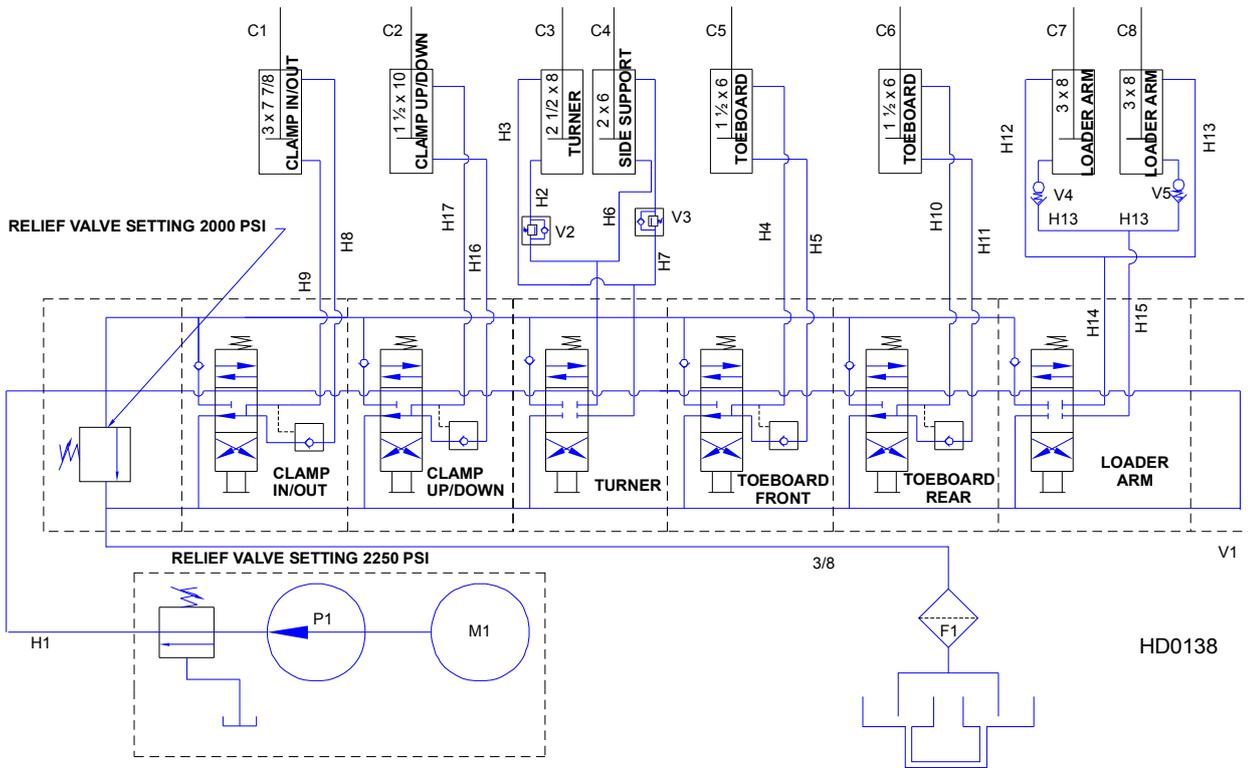 C1
C2
C3
C4
C5
C6
C7
C8
3 x 7 7/8
CLAMP IN/OUT
1 ½ x 10
CLAMP UP/DOWN
2 1/2 x 8
TURNER
2 x 6
SIDE SUPPORT
1 ½ x 6
TOEBOARD
1 ½ x 6
TOEBOARD
3 x 8
LOADER ARM
3 x 8
LOADER ARM
H3
H12
H13
H2
H6
V2
V3
V4
V5
H13
H13
RELIEF VALVE SETTING 2000 PSI
H9
H8
H17
H16
H7
H4
H5
H10
H11
H14
H15
CLAMP
IN/OUT
CLAMP
UP/DOWN
TURNER
TOEBOARD
FRONT
TOEBOARD
REAR
LOADER
ARM
V1
RELIEF VALVE SETTING 2250 PSI
3/8
H1
P1
M1
F1
HD0138